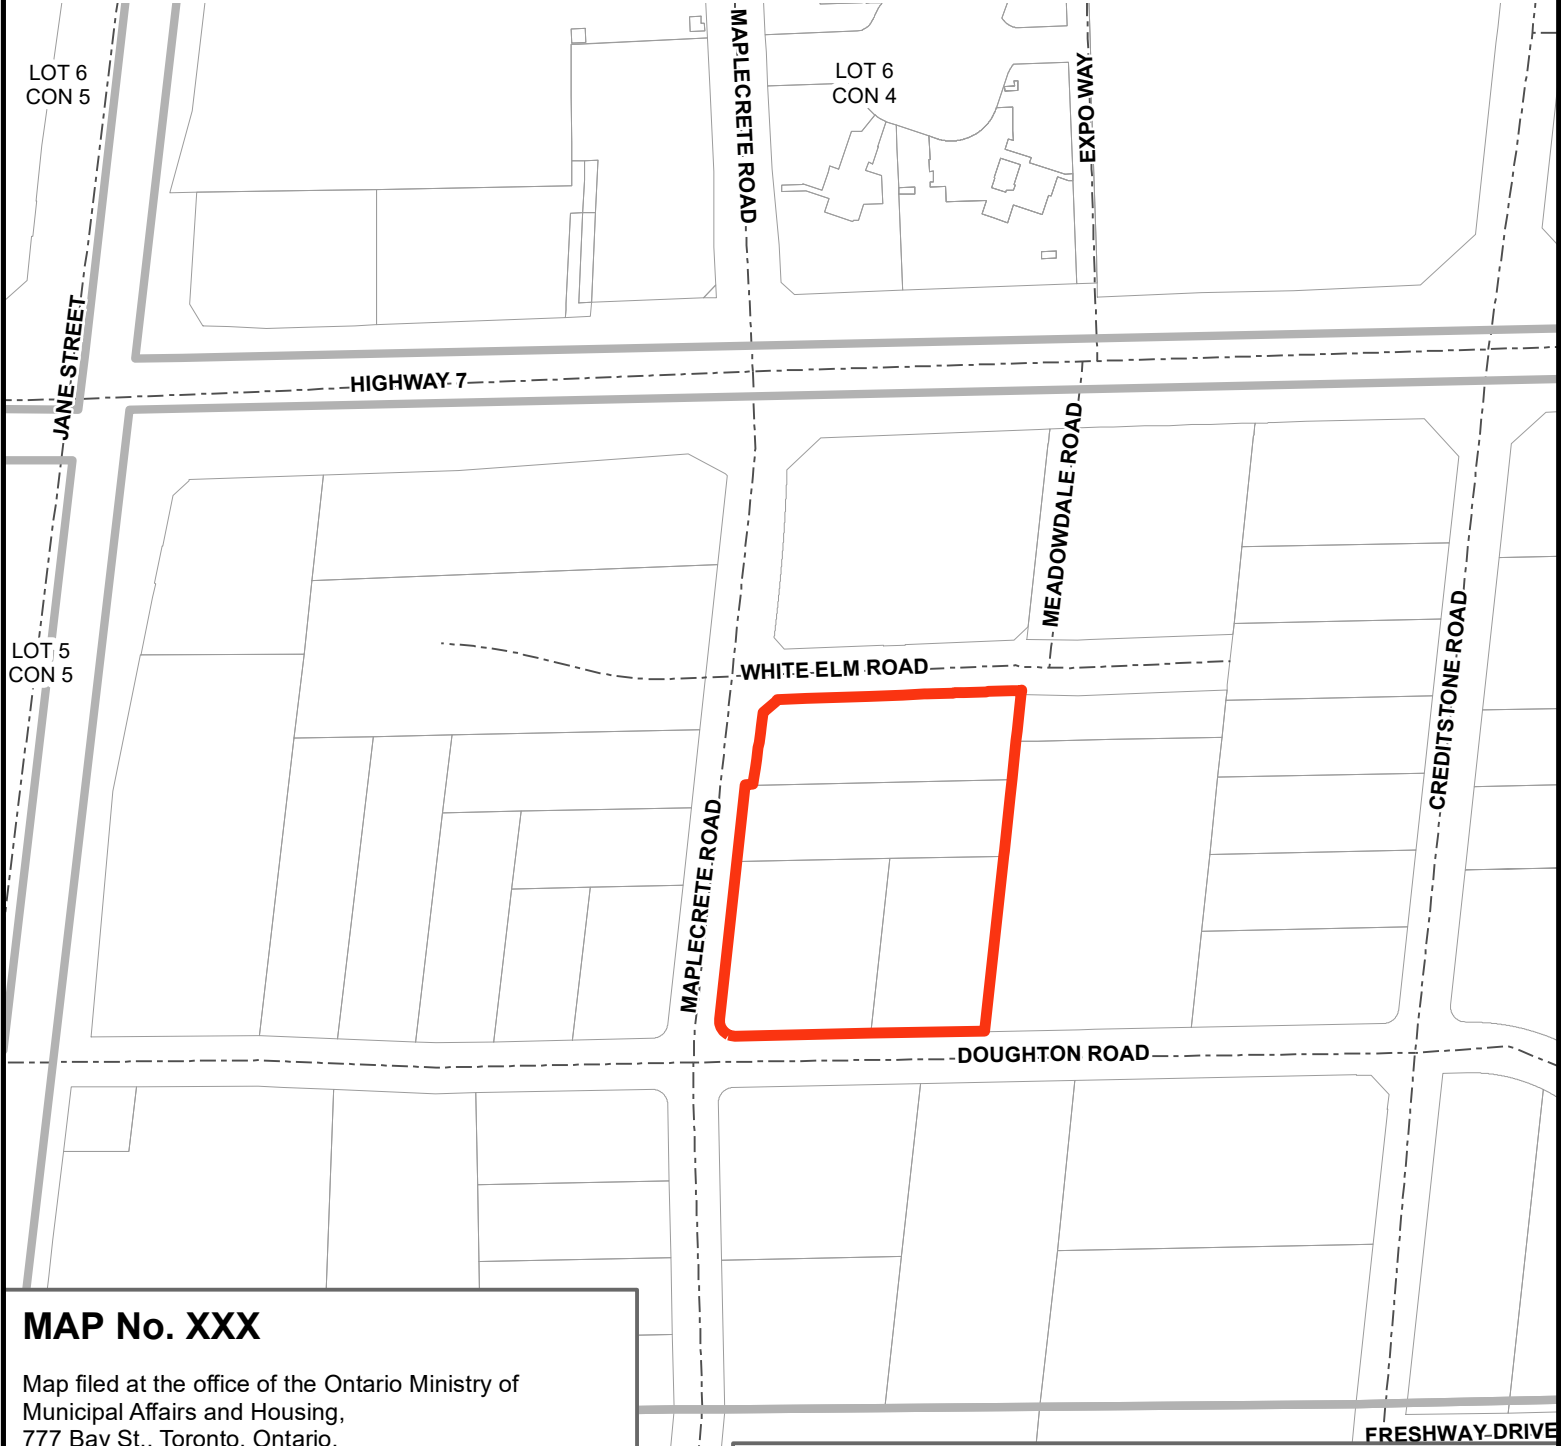 LOT 6
CON 5
MAPLECRETE ROAD
LOT 6
CON 4
EXPO WAY
JANE STREET
HIGHWAY 7
MEADOWDALE ROAD
LOT 5
CON 5
WHITE ELM ROAD
CREDITSTONE ROAD
MAPLECRETE ROAD
DOUGHTON ROAD
MAP No. XXX
Map filed at the office of the Ontario Ministry of
Municipal Affairs and Housing,
777 Bay St., Toronto, Ontario.
FRESHWAY DRIVE